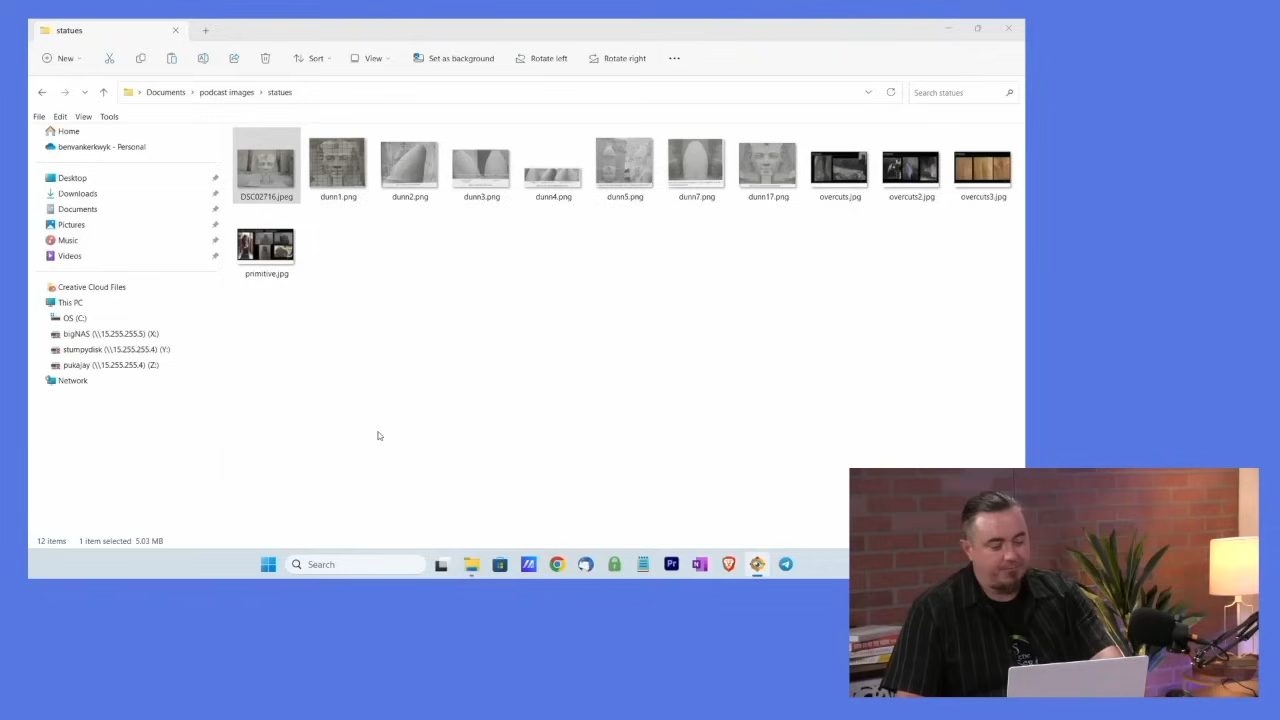 statues
New
Sort
View
Set as background
Rotate left
Rotate right
Documents
podcast images
statues
Search statues
File Edit View Tools
Home
benvankerkwyk - Personal
Desktop
Downloads
Documents
Pictures
Music
Videos
Creative Cloud Files
This PC
OS (C:)
bigNAS (\\15.255.255.5) (X:)
stumpydisk (\\15.255.255.4) (Y:)
pukajay (\\15.255.255.4) (Z:)
Network
DSC02716.jpeg
dunn1.png
dunn2.png
dunn3.png
dunn4.png
dunn5.png
dunn7.png
dunn17.png
overcuts.jpg
overcuts2.jpg
overcuts3.jpg
primitive.jpg
12 items 1 item selected 5.03 MB
Search
Pr
N